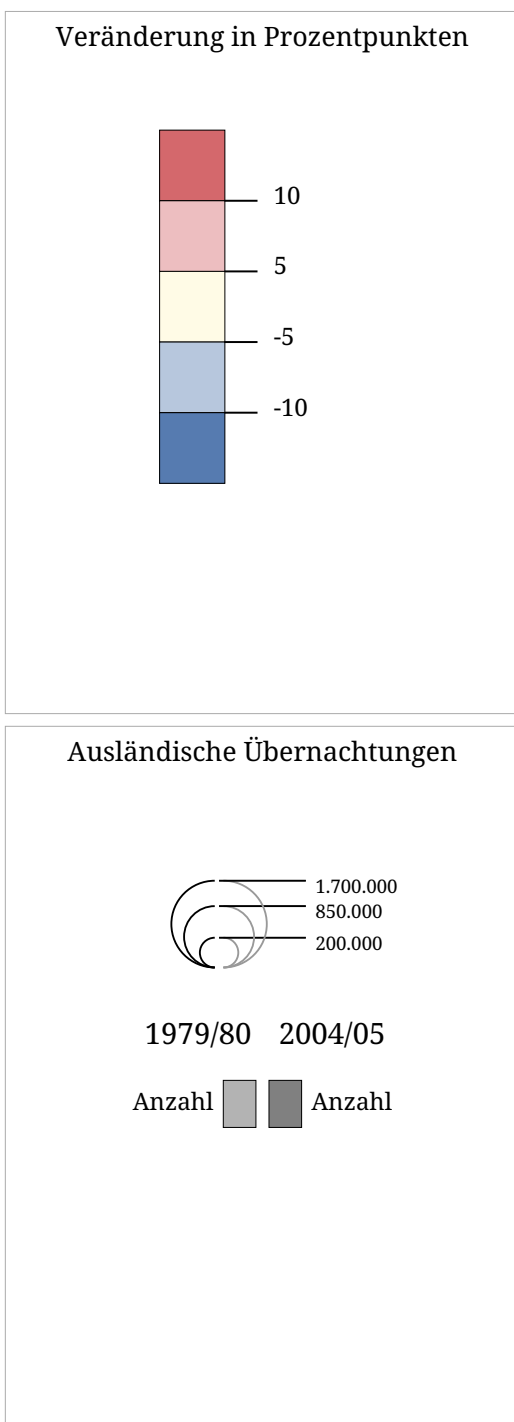 Veränderung in Prozentpunkten
10
5
-5
-10
Ausländische Übernachtungen
1.700.000
850.000
200.000
1979/80 2004/05
Anzahl Anzahl